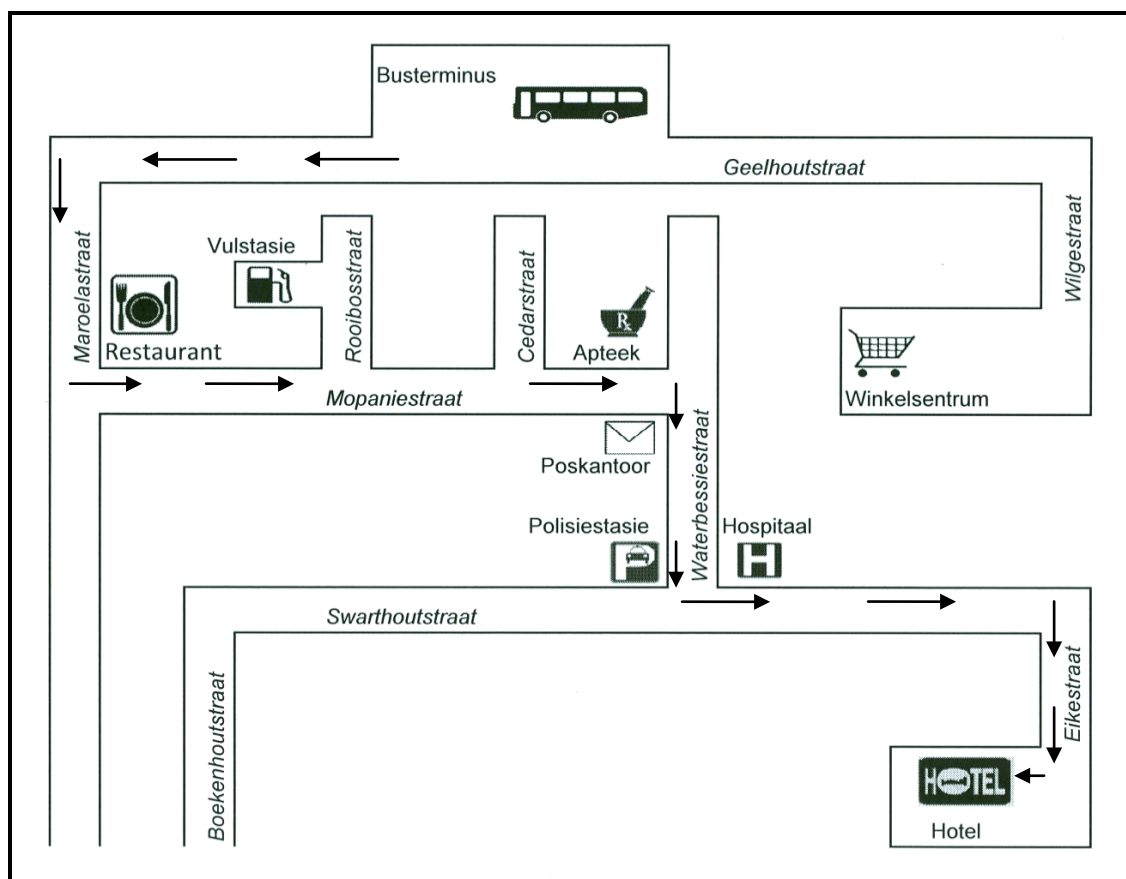 Busterminus
Geelhoutstraat
Wilgestraat
Vulstasie
Maroelastraat
Restaurant
Rooibosstraat
Cedarstraat
Rx
Apteek
Winkelsentrum
Mopaniestraat
Poskantoor
Waterbessiestraat
Polisiestasie
P
Hospitaal
H
Swarthoutstraat
Eikestraat
Boekenhoutstraat
HOTEL
Hotel